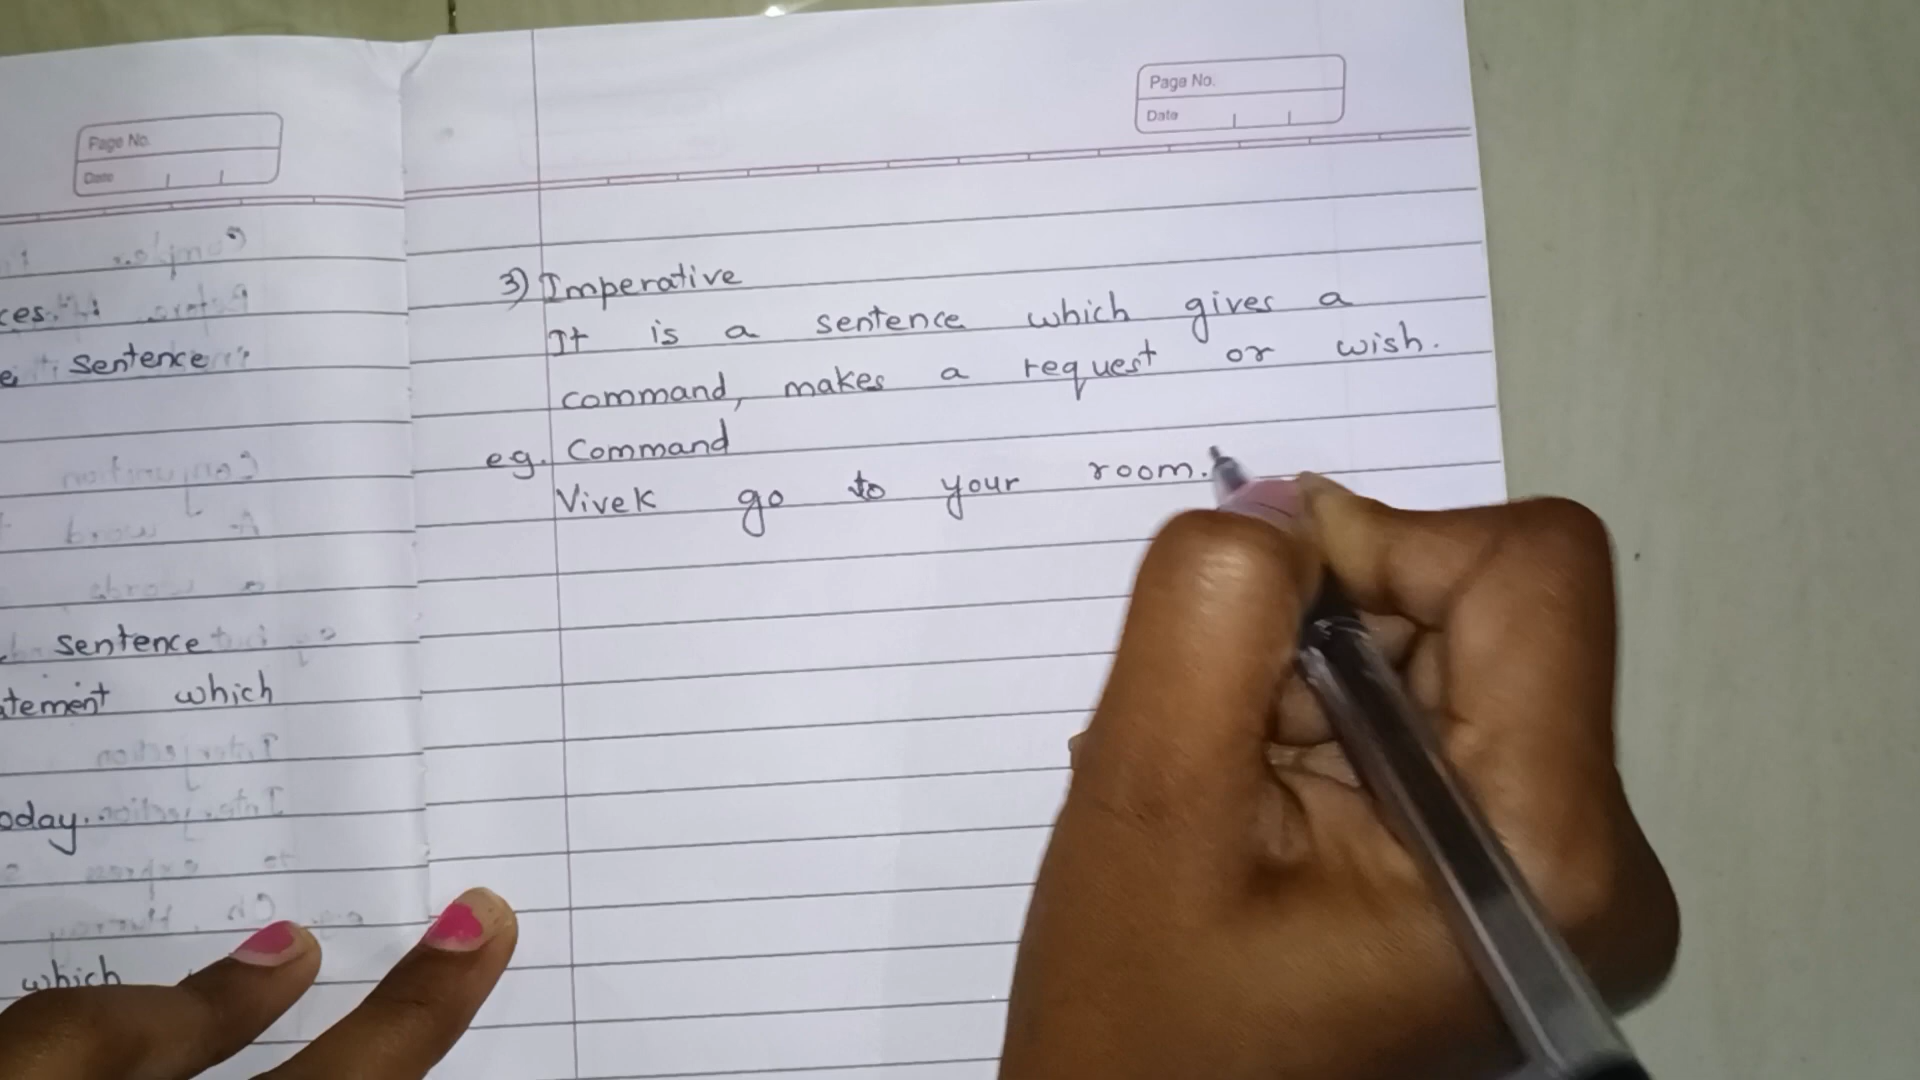 Page No.
Date
ces
sentence
sentence
which
oday.
which
Page No.
Date
3) Imperative
It is a sentence which gives a
command, makes a request or wish.
eg. Command
Vivek go to your room.